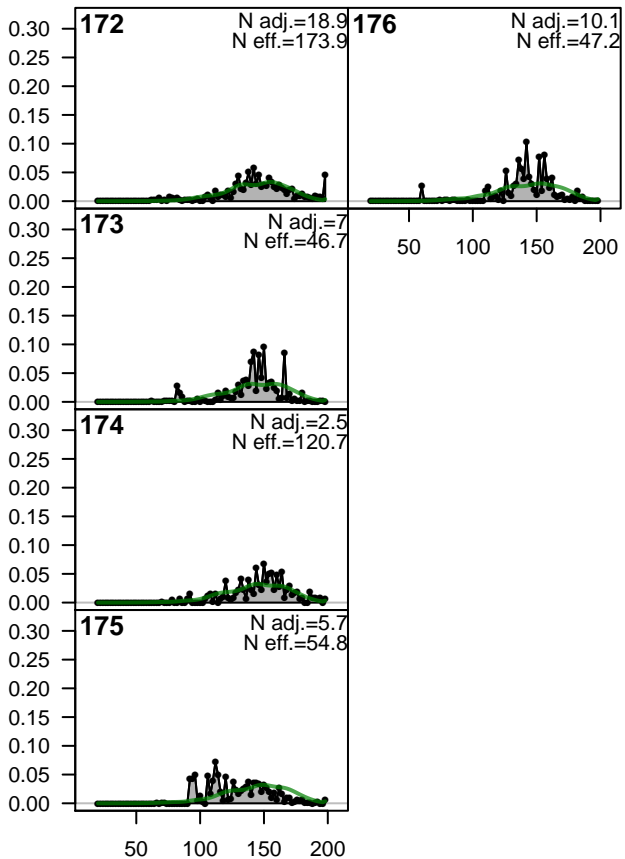 172
N adj.=18.9
N eff.=173.9
0.30
0.25
0.20
0.15
0.10
0.05
0.00
173
N adj.=7
N eff.=46.7
0.30
0.25
0.20
0.15
0.10
0.05
0.00
174
N adj.=2.5
N eff.=120.7
0.30
0.25
0.20
0.15
0.10
0.05
0.00
175
N adj.=5.7
N eff.=54.8
0.30
0.25
0.20
0.15
0.10
0.05
0.00
50 100 150 200
176
N adj.=10.1
N eff.=47.2
50 100 150 200